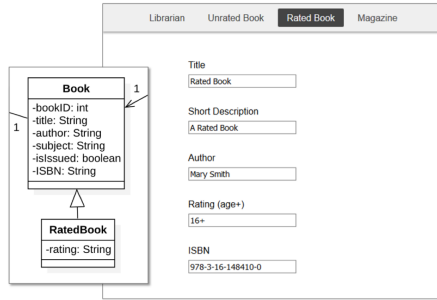 Librarian Unrated Book Rated Book Magazine
Title
Rated Book
Short Description
A Rated Book
Author
Mary Smith
Rating (age+)
16+
ISBN
978-3-16-148410-0
Book
-bookID: int
-title: String
-author: String
-subject: String
-isIssued: boolean
-ISBN: String
1
1
RatedBook
-rating: String